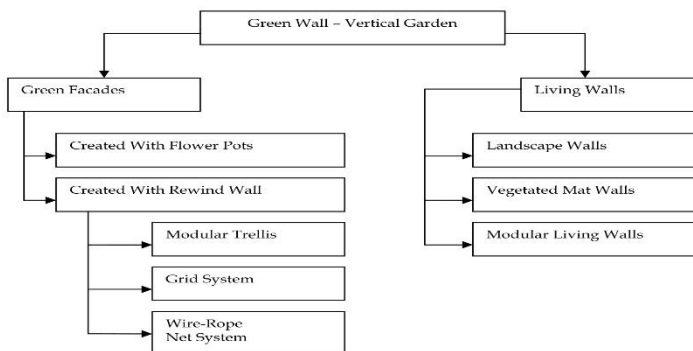 Green Wall – Vertical Garden
Green Facades
Living Walls
Created With Flower Pots
Landscape Walls
Created With Rewind Wall
Vegetated Mat Walls
Modular Trellis
Modular Living Walls
Grid System
Wire-Rope
Net System